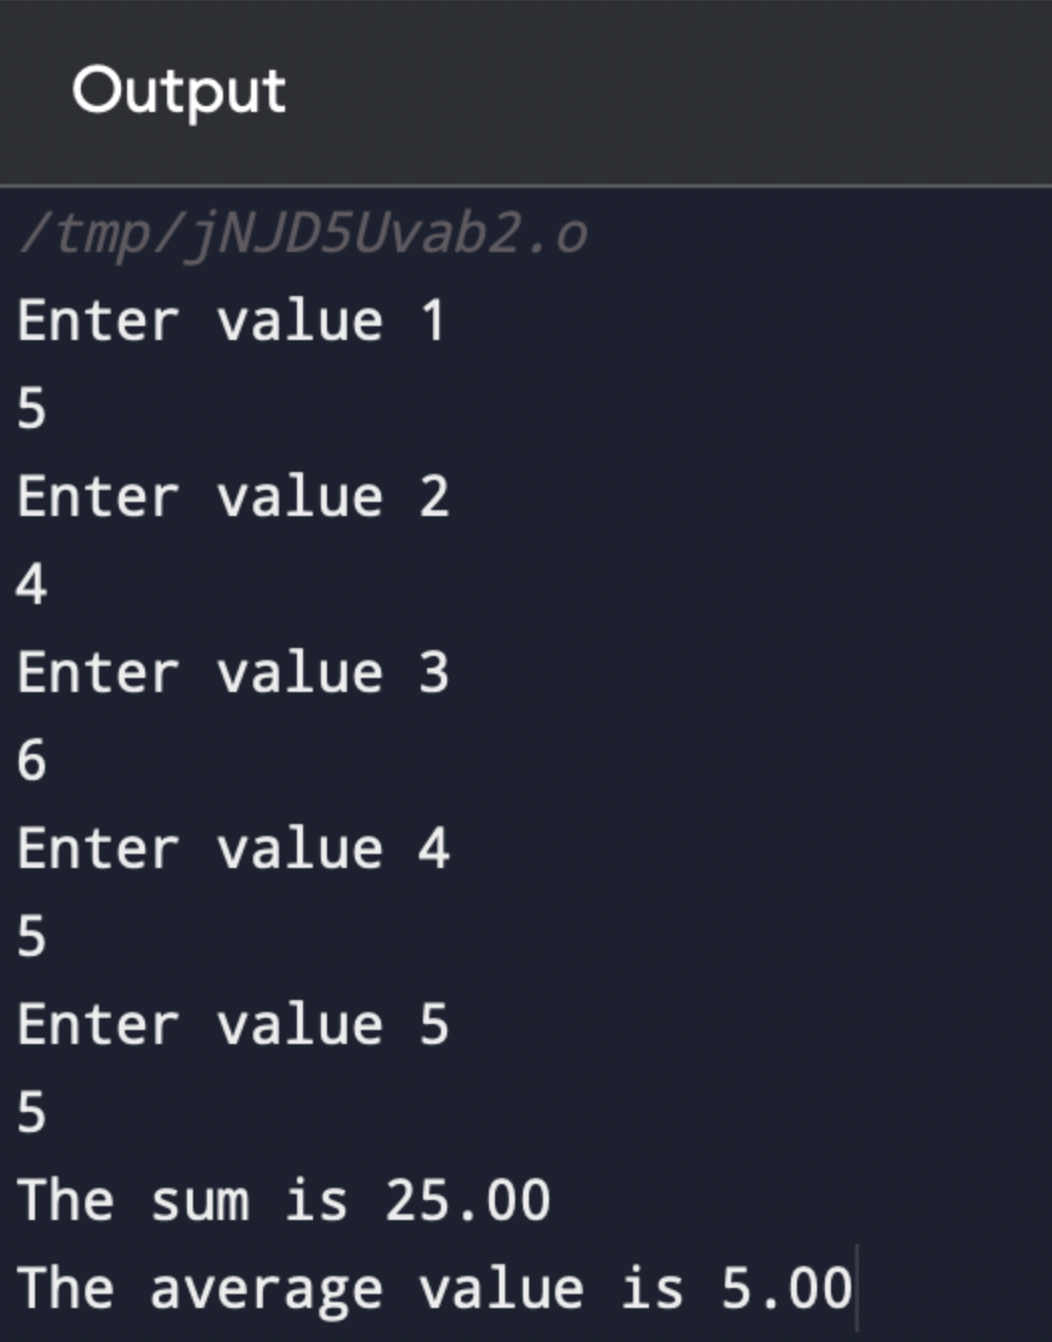 Output
/tmp/jNJD5Uvab2.o
Enter value 1
5
Enter value 2
4
Enter value 3
6
Enter value 4
5
Enter value 5
5
The sum is 25.00
The average value is 5.00